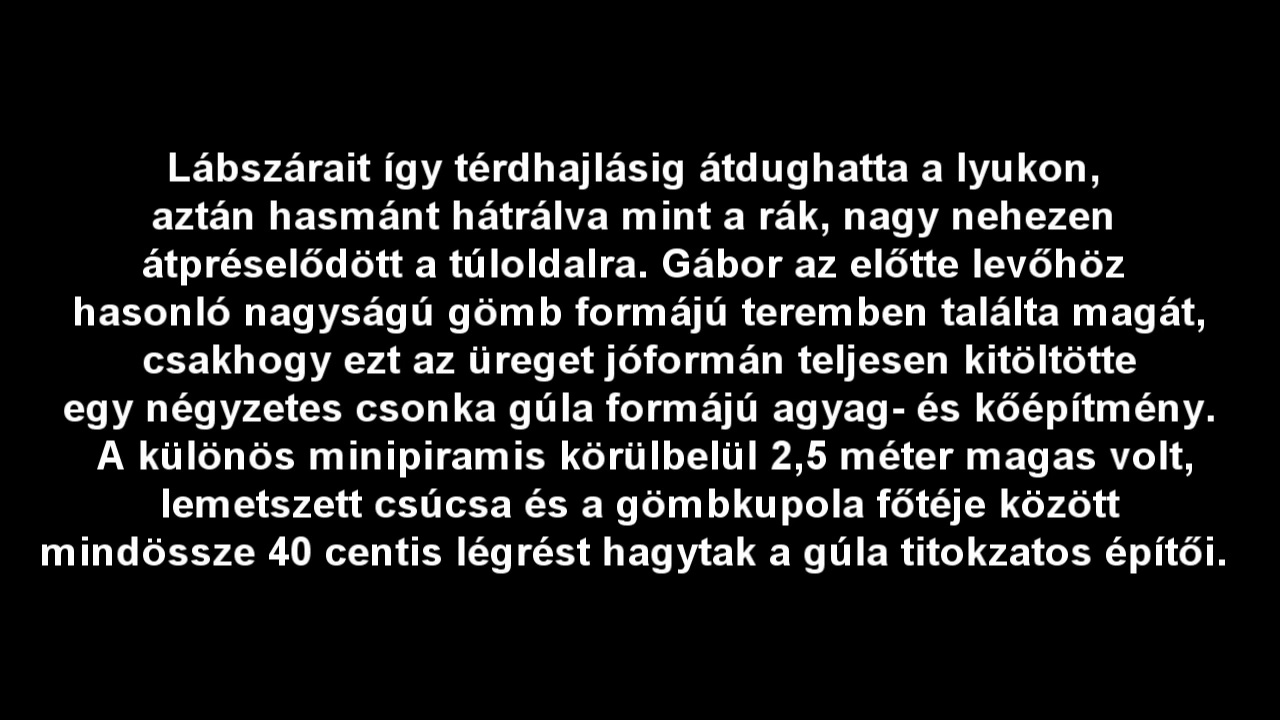 Lábszárait így térdhajlásig átdughatta a lyukon,
aztán hasmánt hátrálva mint a rák, nagy nehezen
átpréselődött a túloldalra. Gábor az előtte levőhöz
hasonló nagyságú gömb formájú teremben találta magát,
csakhogy ezt az üreget jóformán teljesen kitöltötte
egy négyzetes csonka gúla formájú agyag- és kőépítmény.
A különös minipiramis körülbelül 2,5 méter magas volt,
lemetszett csúcsa és a gömbkupola főtéje között
mindössze 40 centis légrést hagytak a gúla titokzatos építői.